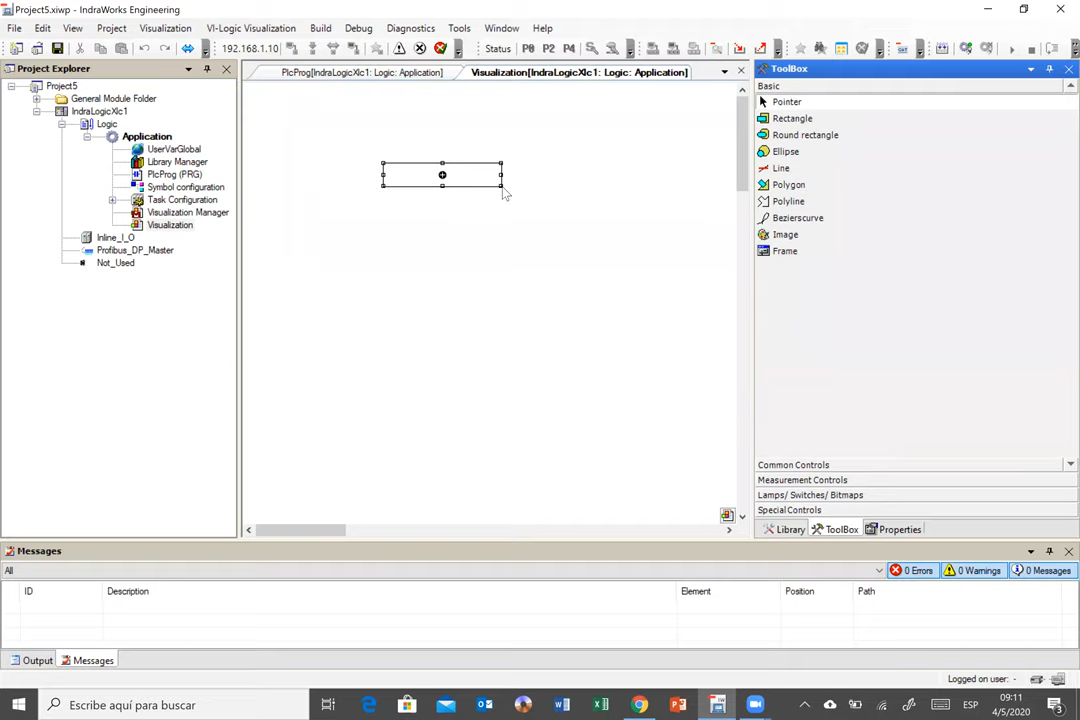 Project5.xiwp - IndraWorks Engineering
File Edit View Project Visualization VI-Logic Visualization Build Debug Diagnostics Tools Window Help
192.168.1.10 Status P0 P2 P4
Project Explorer
Project5
General Module Folder
IndraLogicXlc1
Logic
Application
UserVarGlobal
Library Manager
PlcProg (PRG)
Symbol configuration
Task Configuration
Visualization Manager
Visualization
Inline_I_O
Profibus_DP_Master
Not_Used
PlcProg[IndraLogicXlc1: Logic: Application] Visualization[IndraLogicXlc1: Logic: Application]
ToolBox
Basic
Pointer
Rectangle
Round rectangle
Ellipse
Line
Polygon
Polyline
Bezierscurve
Image
Frame
Common Controls
Measurement Controls
Lamps/ Switches/ Bitmaps
Special Controls
Library ToolBox Properties
Messages
All 0 Errors 0 Warnings 0 Messages
ID Description Element Position Path
Output Messages
Logged on user: -
Escribe aquí para buscar
ESP
09:11
4/5/2020
3